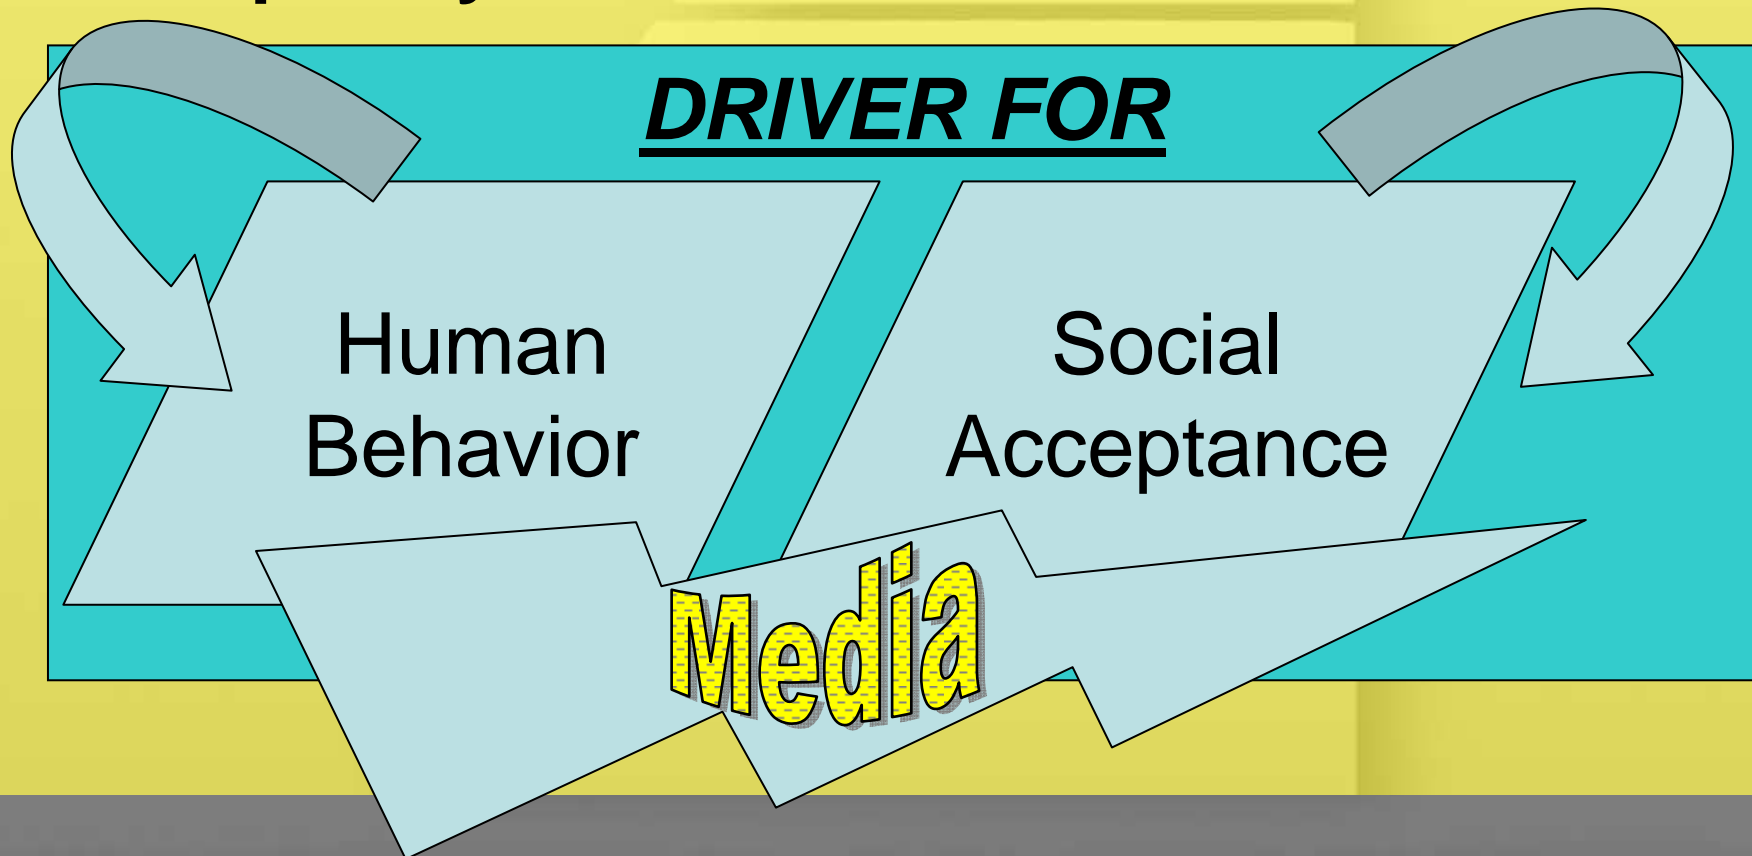 DRIVER FOR
Human
Behavior
Social
Acceptance
Media